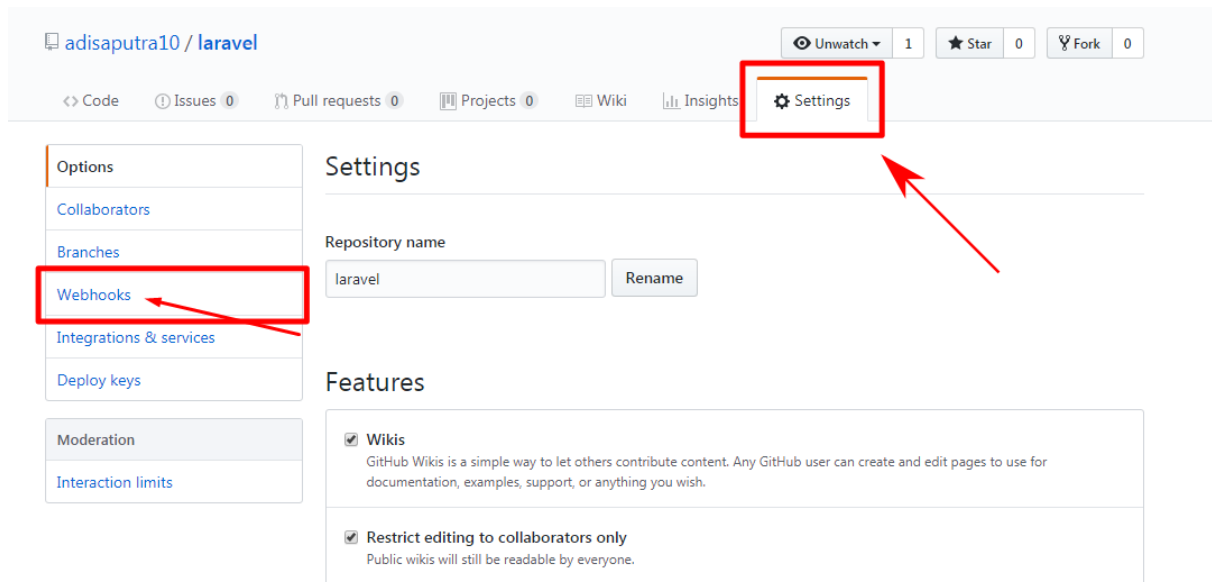 adisaputra10 / laravel
Unwatch 1 Star 0 Fork 0
<> Code Issues 0 Pull requests 0 Projects 0 Wiki Insights Settings
Options
Collaborators
Branches
Webhooks
Integrations & services
Deploy keys
Moderation
Interaction limits
Settings
Repository name
laravel Rename
Features
Wikis
GitHub Wikis is a simple way to let others contribute content. Any GitHub user can create and edit pages to use for
documentation, examples, support, or anything you wish.
Restrict editing to collaborators only
Public wikis will still be readable by everyone.